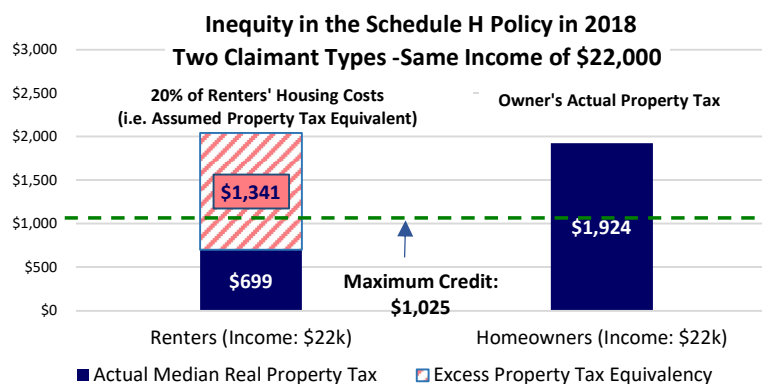 Inequity in the Schedule H Policy in 2018
Two Claimant Types -Same Income of $22,000
$3,000
$2,500
$2,000
$1,500
$1,000
$500
$0
20% of Renters' Housing Costs
(i.e. Assumed Property Tax Equivalent)
Owner's Actual Property Tax
$1,341
$699
$1,924
Maximum Credit:
$1,025
Renters (Income: $22k)
Homeowners (Income: $22k)
Actual Median Real Property Tax
Excess Property Tax Equivalency